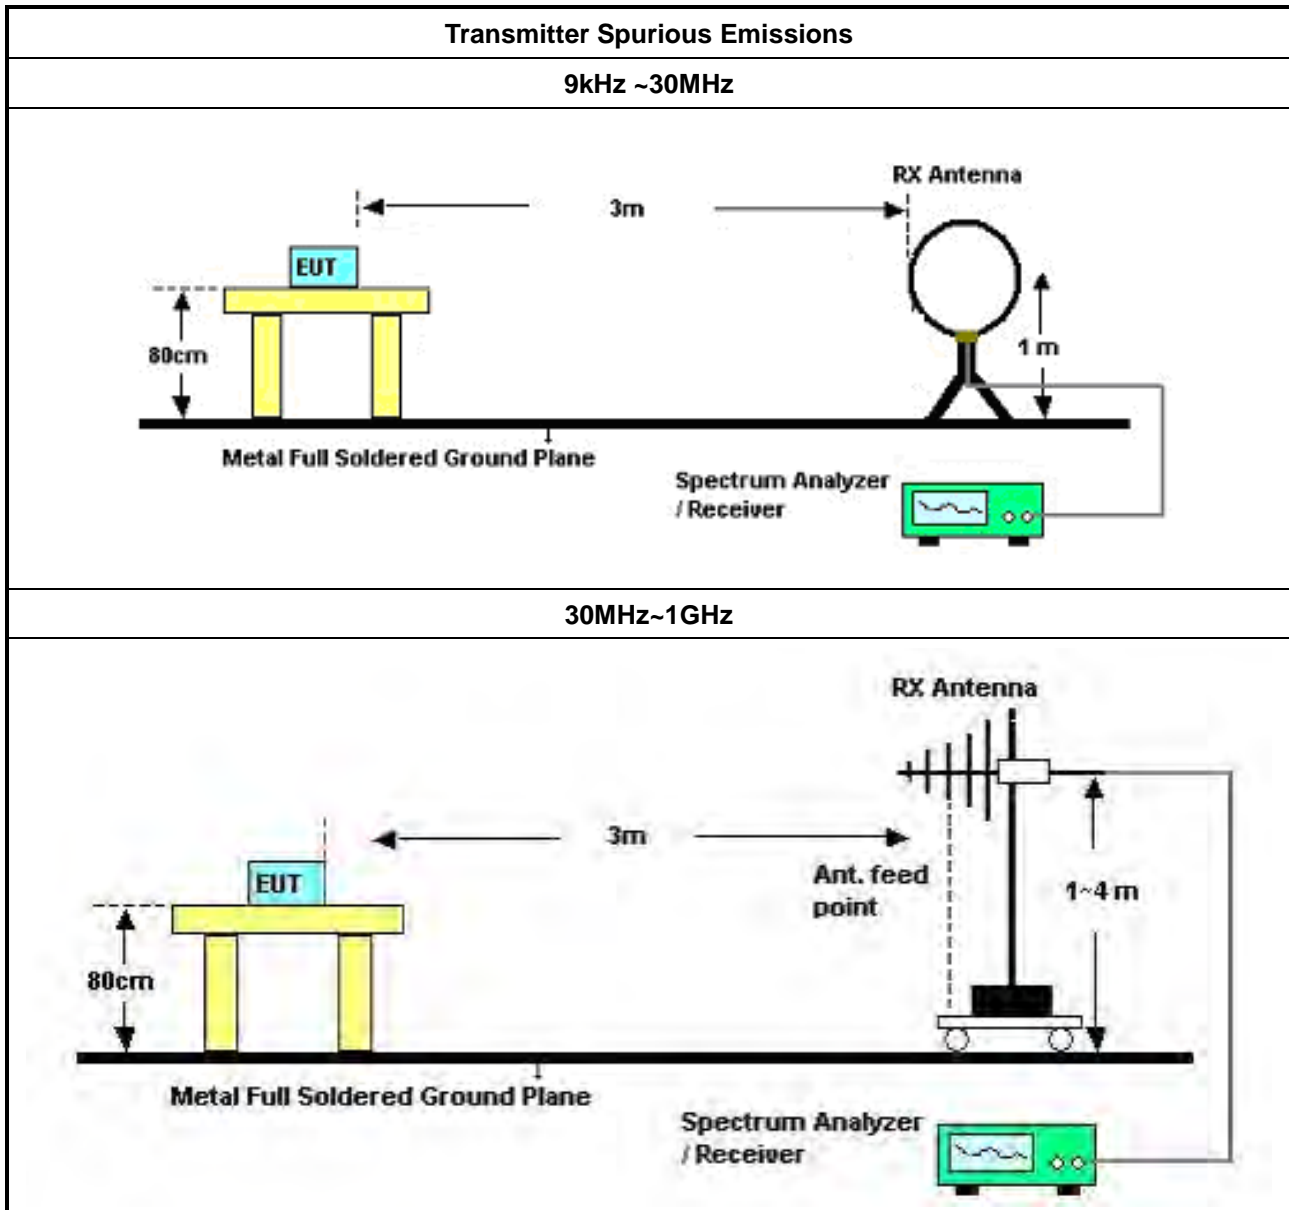 Transmitter Spurious Emissions
9kHz ~30MHz
RX Antenna
3m
EUT
80cm
1 m
Metal Full Soldered Ground Plane
Spectrum Analyzer
/ Receiver
30MHz~1GHz
RX Antenna
3m
EUT
Ant. feed
point
1~4 m
80cm
Metal Full Soldered Ground Plane
Spectrum Analyzer
/ Receiver